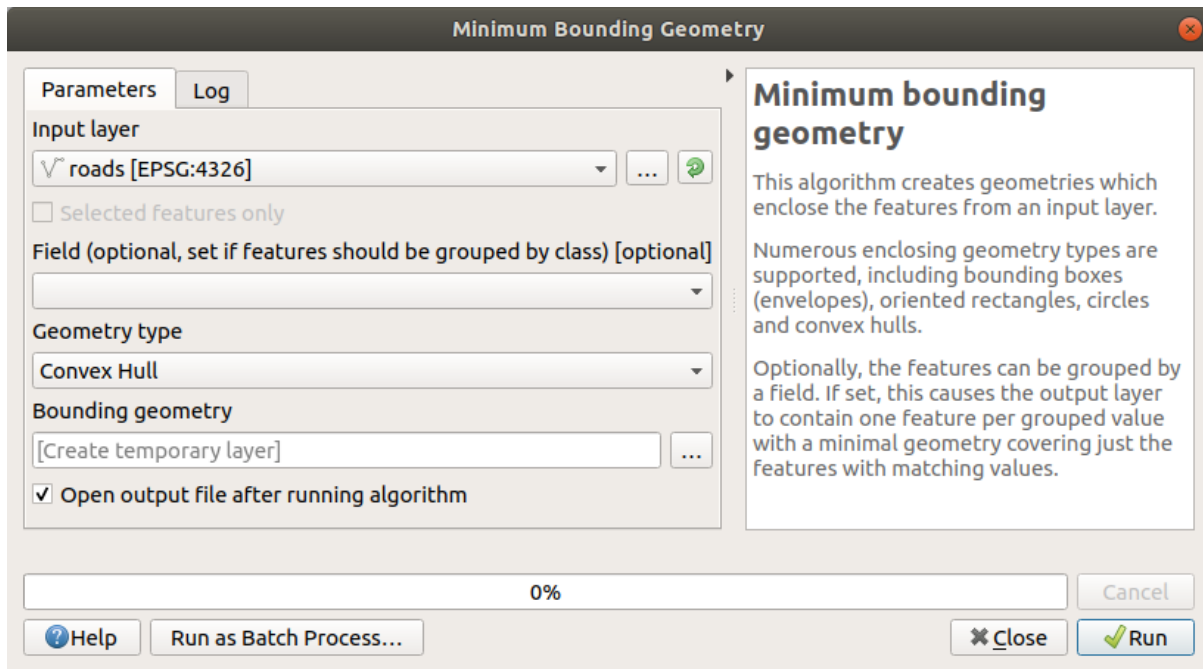 Minimum Bounding Geometry
Parameters
Log
Input layer
roads [EPSG:4326]
...
Selected features only
Field (optional, set if features should be grouped by class) [optional]
Geometry type
Convex Hull
Bounding geometry
[Create temporary layer]
...
Open output file after running algorithm
Minimum bounding
geometry
This algorithm creates geometries which
enclose the features from an input layer.
Numerous enclosing geometry types are
supported, including bounding boxes
(envelopes), oriented rectangles, circles
and convex hulls.
Optionally, the features can be grouped by
a field. If set, this causes the output layer
to contain one feature per grouped value
with a minimal geometry covering just the
features with matching values.
0%
Cancel
Help
Run as Batch Process...
Close
Run